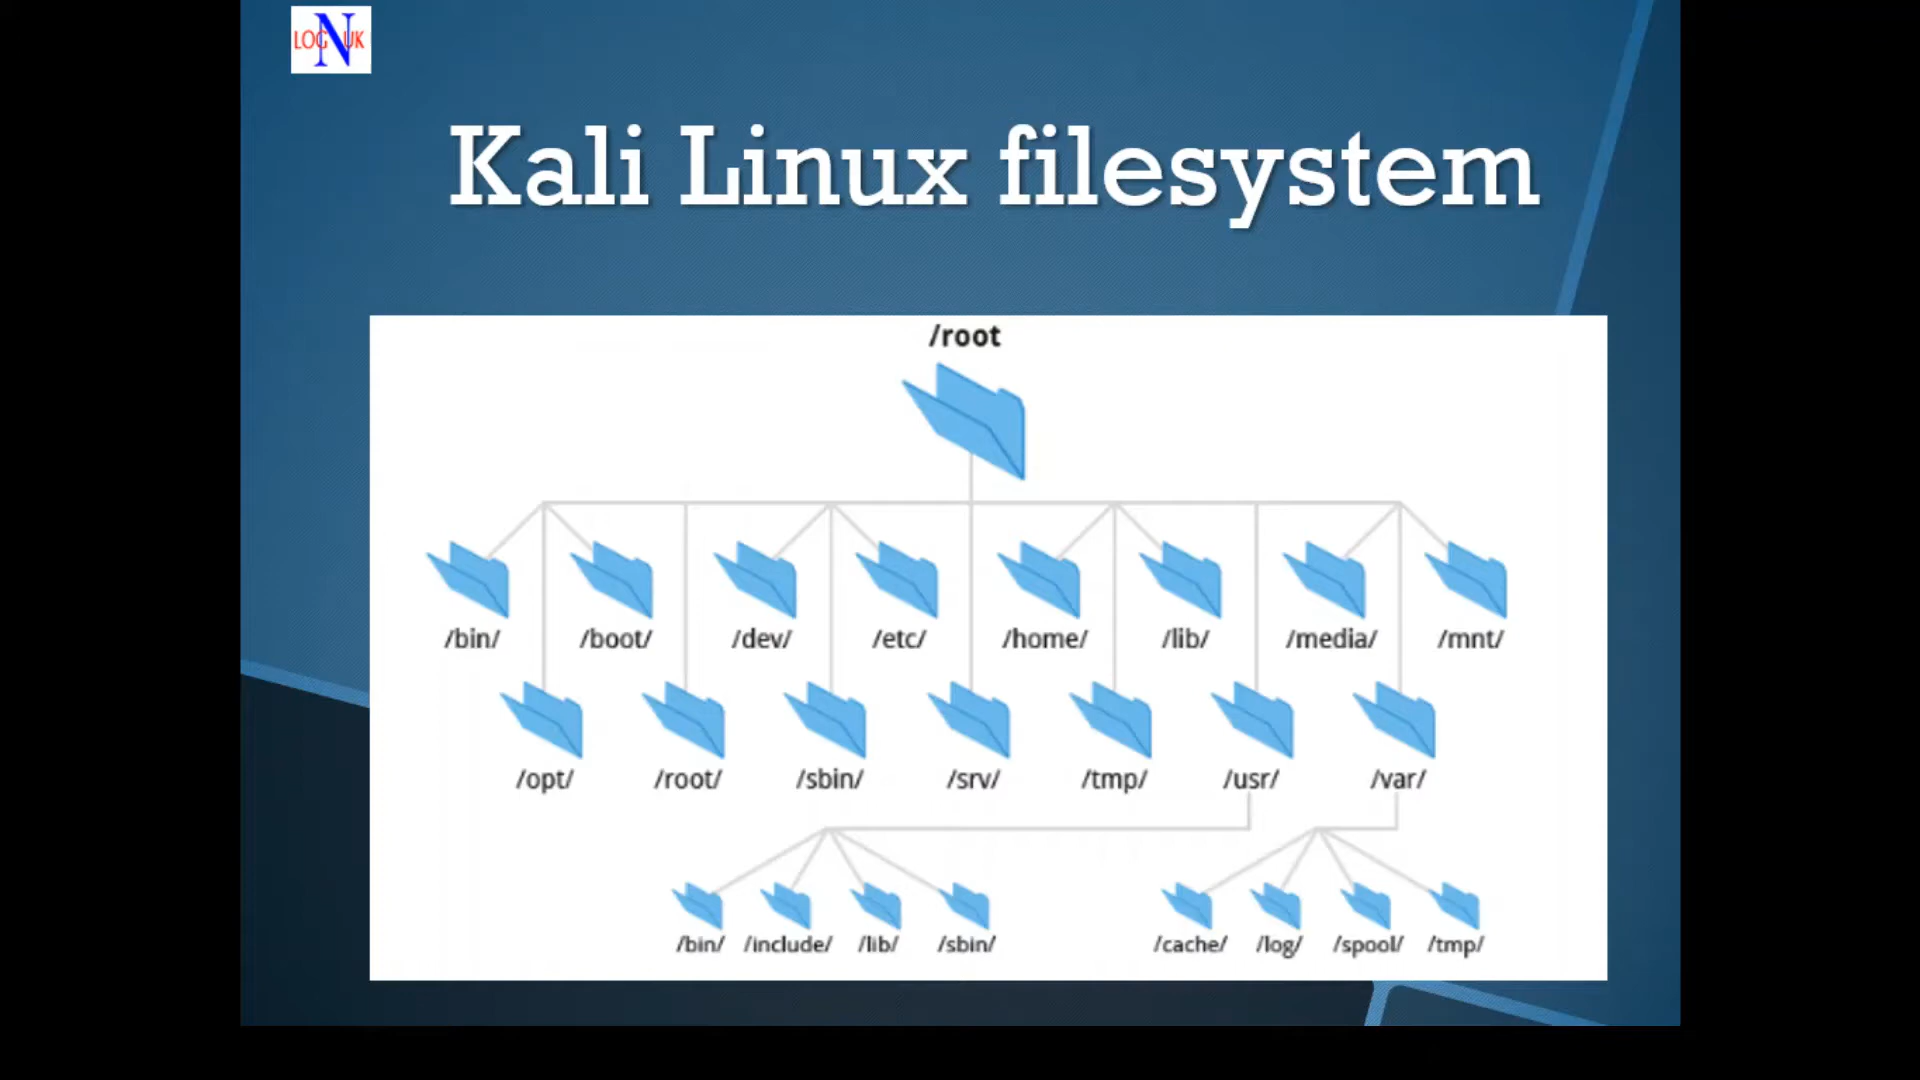 LOG N UK
Kali Linux filesystem
/root
/bin/ /boot/ /dev/ /etc/ /home/ /lib/ /media/ /mnt/
/opt/ /root/ /sbin/ /srv/ /tmp/ /usr/ /var/
/bin/ /include/ /lib/ /sbin/ /cache/ /log/ /spool/ /tmp/